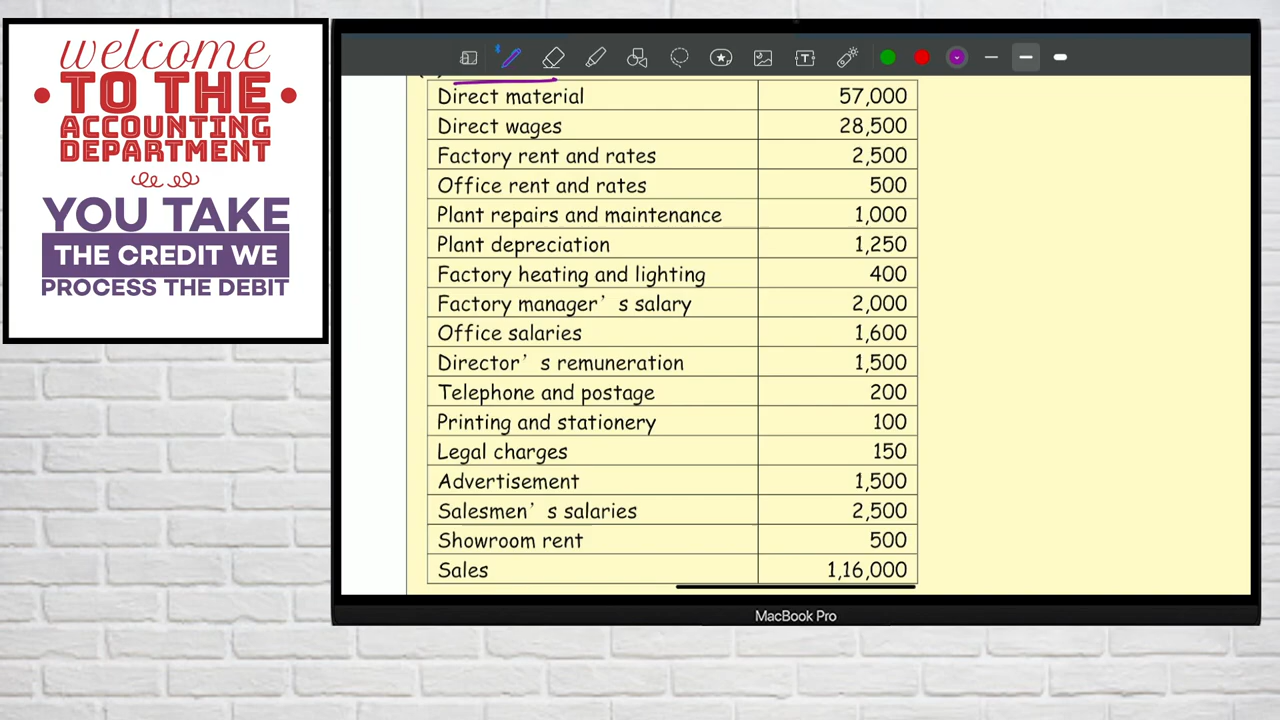 welcome
TO THE
ACCOUNTING
DEPARTMENT
YOU TAKE
THE CREDIT WE
PROCESS THE DEBIT
Direct material 57,000
Direct wages 28,500
Factory rent and rates 2,500
Office rent and rates 500
Plant repairs and maintenance 1,000
Plant depreciation 1,250
Factory heating and lighting 400
Factory manager’s salary 2,000
Office salaries 1,600
Director’s remuneration 1,500
Telephone and postage 200
Printing and stationery 100
Legal charges 150
Advertisement 1,500
Salesmen’s salaries 2,500
Showroom rent 500
Sales 1,16,000
MacBook Pro